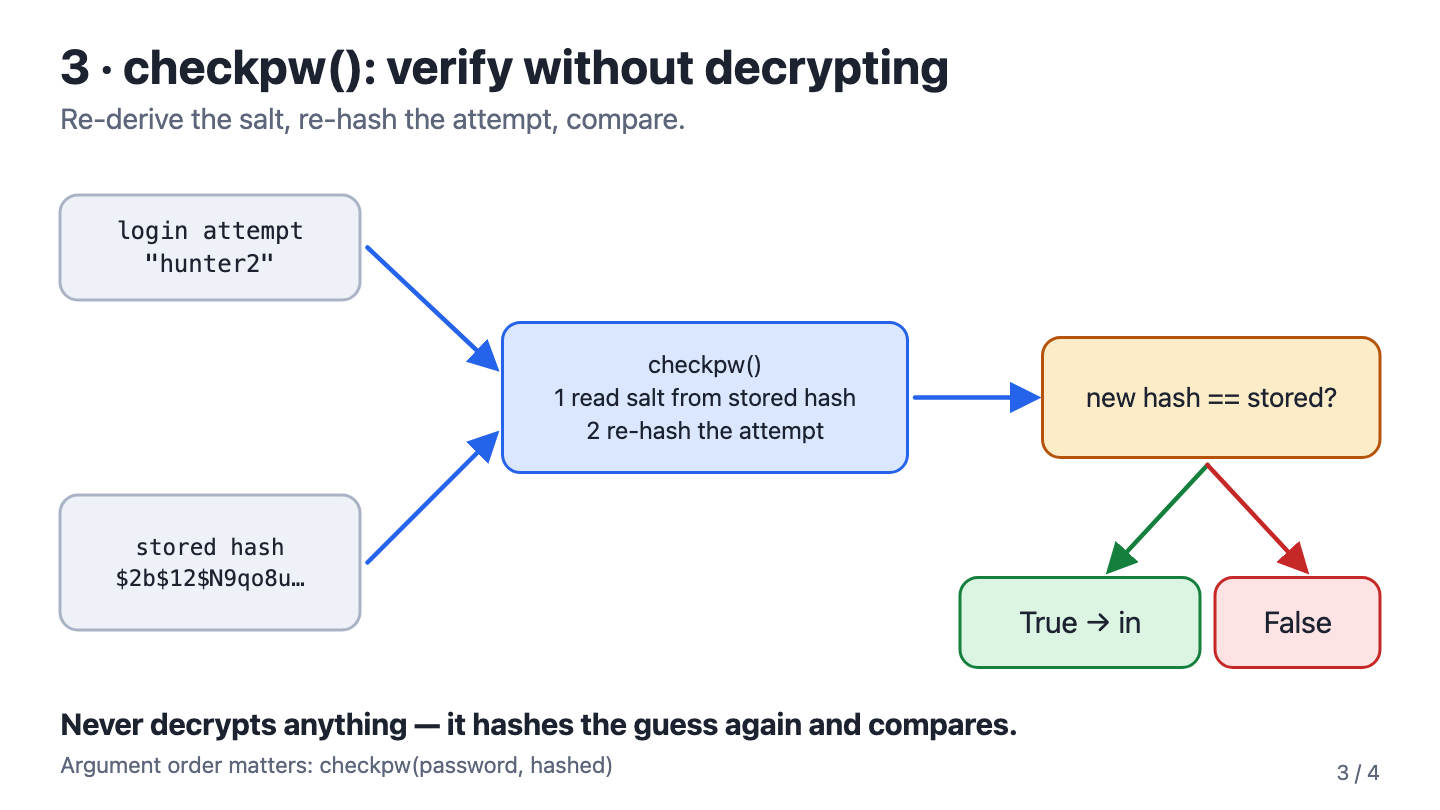 3 · checkpw(): verify without decrypting
Re-derive the salt, re-hash the attempt, compare.
login attempt
"hunter2"
checkpw()
1 read salt from stored hash
2 re-hash the attempt
new hash == stored?
stored hash
$2b$12$N9qo8u…
True → in
False
Never decrypts anything — it hashes the guess again and compares.
Argument order matters: checkpw(password, hashed)
3 / 4